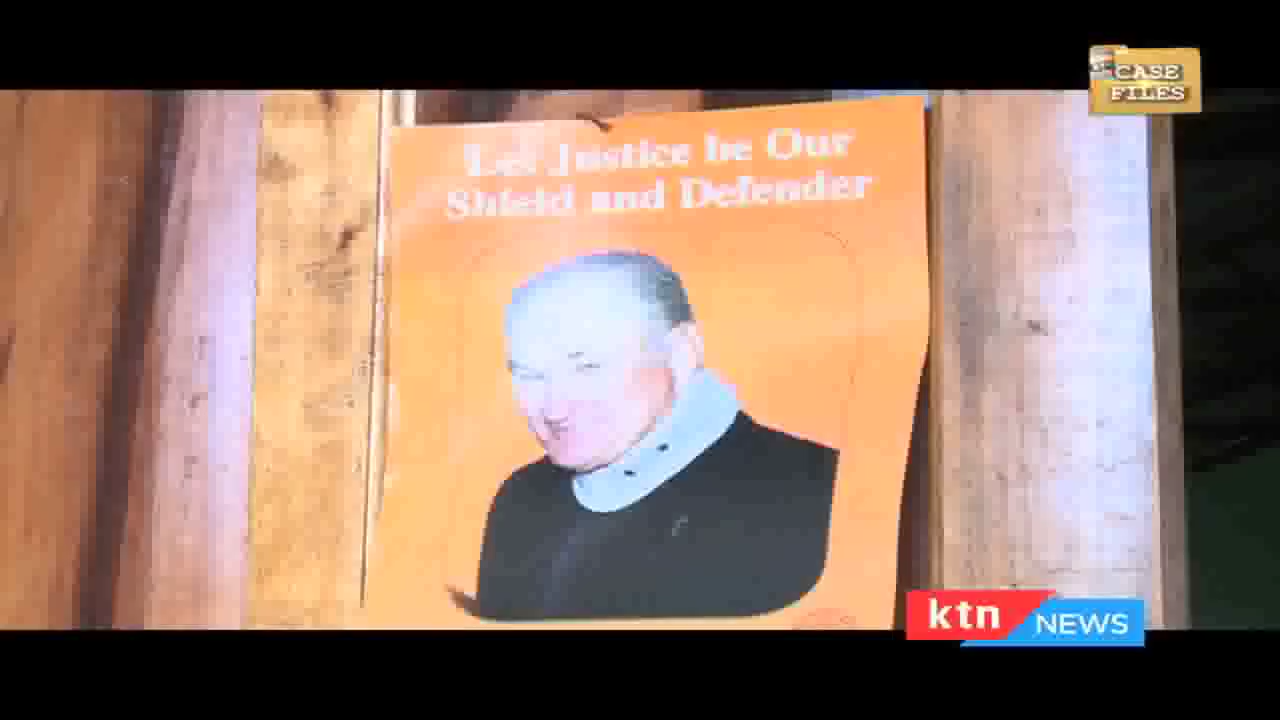 CASE
FILES
Let Justice be Our
Shield and Defender
ktn NEWS